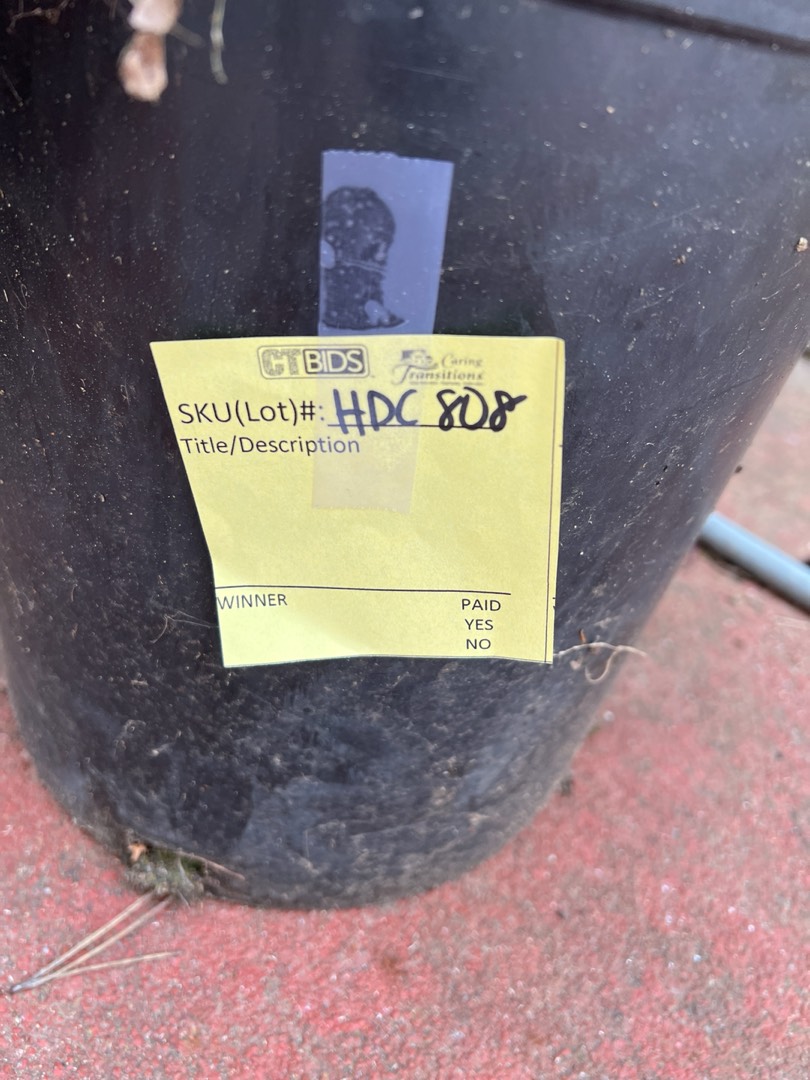 CTBIDS Caring Transitions
SKU(Lot)#: HDC 808
Title/Description
WINNER PAID
YES
NO